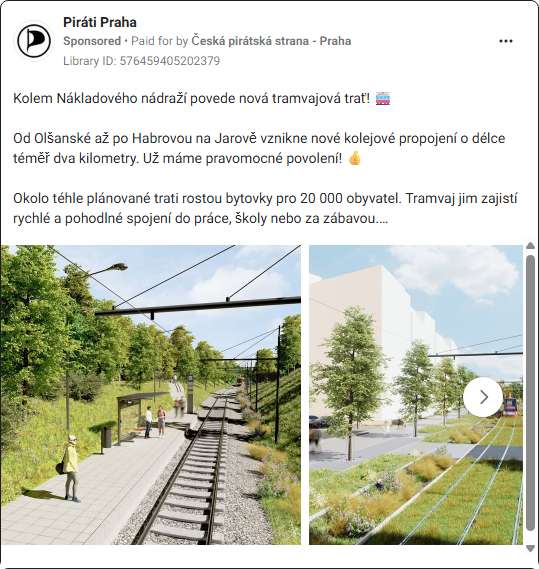 Piráti Praha
Sponsored • Paid for by Česká pirátská strana - Praha
Library ID: 576459405202379
Kolem Nákladového nádraží povede nová tramvajová trať! 🚋
Od Olšanské až po Habrovou na Jarově vznikne nové kolejové propojení o délce
téměř dva kilometry. Už máme pravomocné povolení! 👍
Okolo téhle plánované trati rostou bytovky pro 20 000 obyvatel. Tramvaj jim zajistí
rychlé a pohodlné spojení do práce, školy nebo za zábavou....